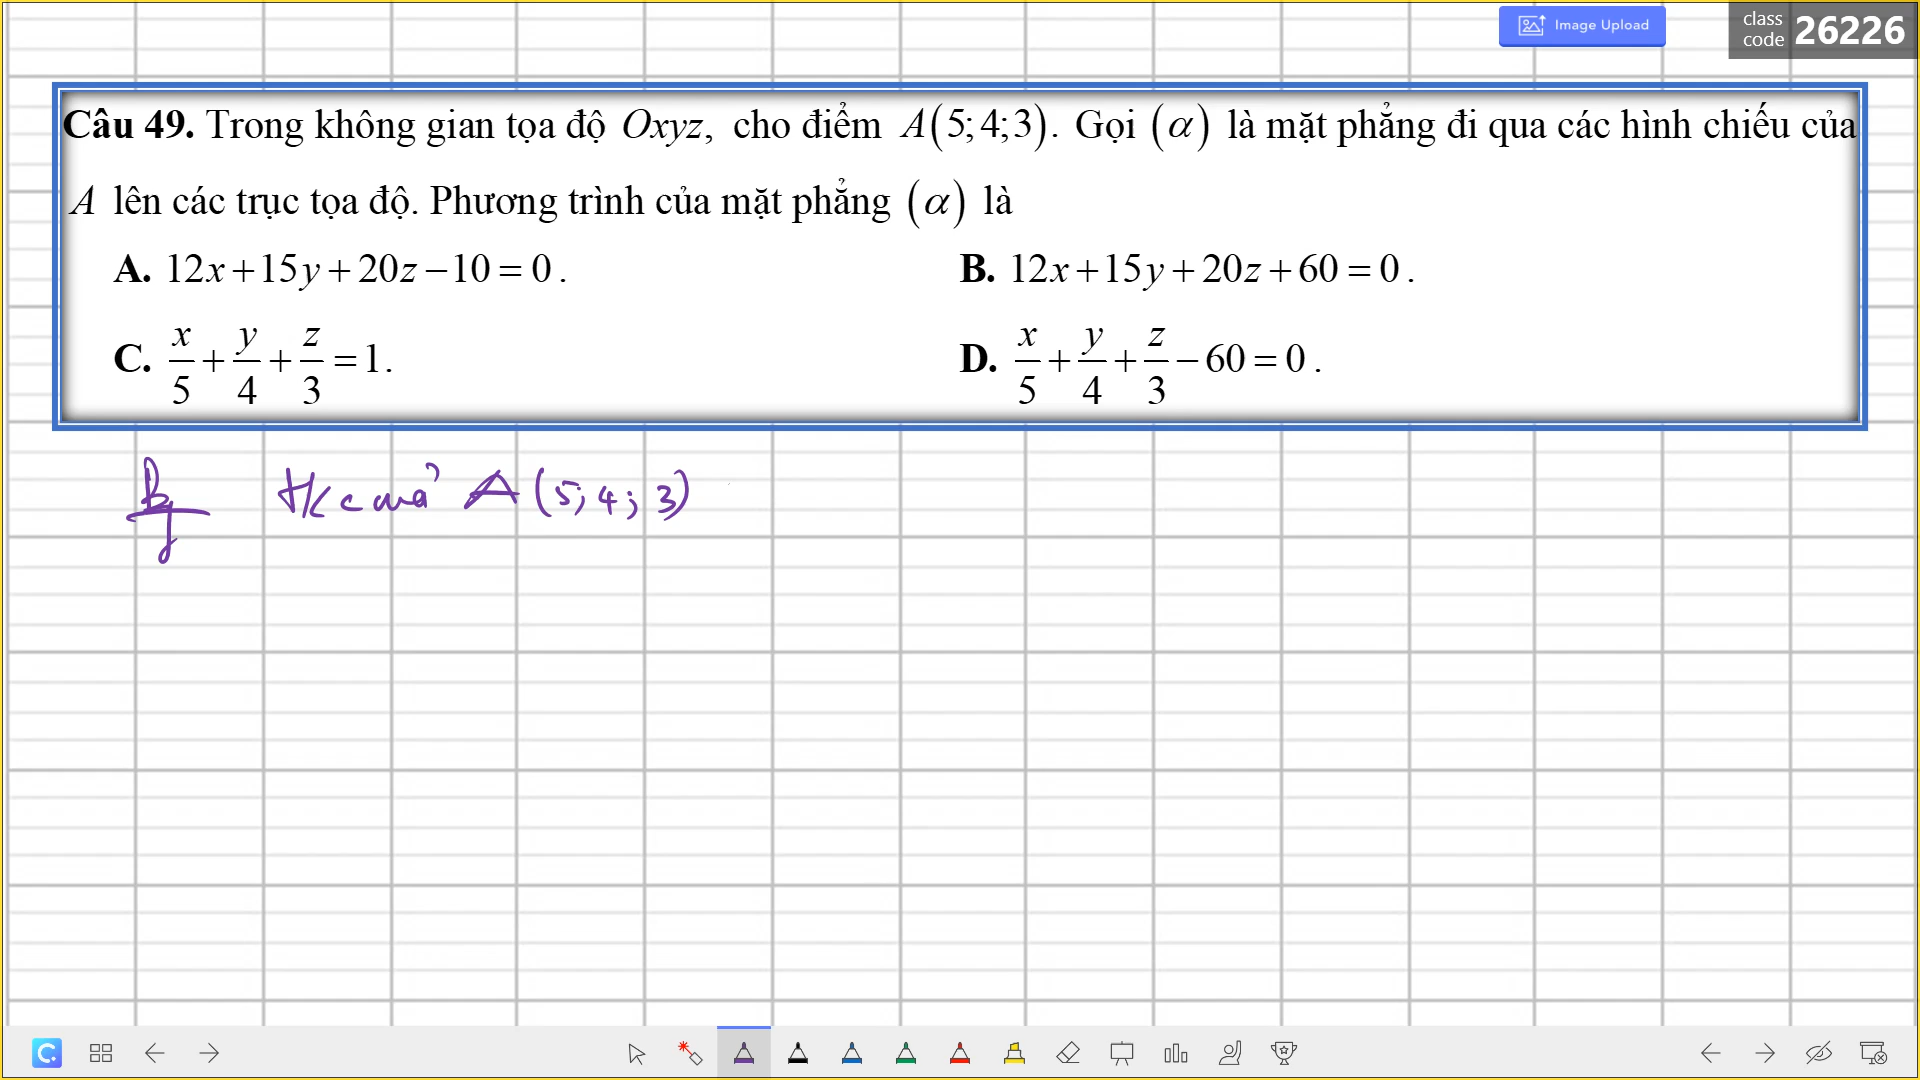 Image Upload
class code 26226
Câu 49. Trong không gian tọa độ Oxyz, cho điểm A(5;4;3). Gọi (α) là mặt phẳng đi qua các hình chiếu của
A lên các trục tọa độ. Phương trình của mặt phẳng (α) là
A. 12x+15y+20z−10=0.
B. 12x+15y+20z+60=0.
C. x/5+y/4+z/3=1.
D. x/5+y/4+z/3−60=0.
A(5;4;3)